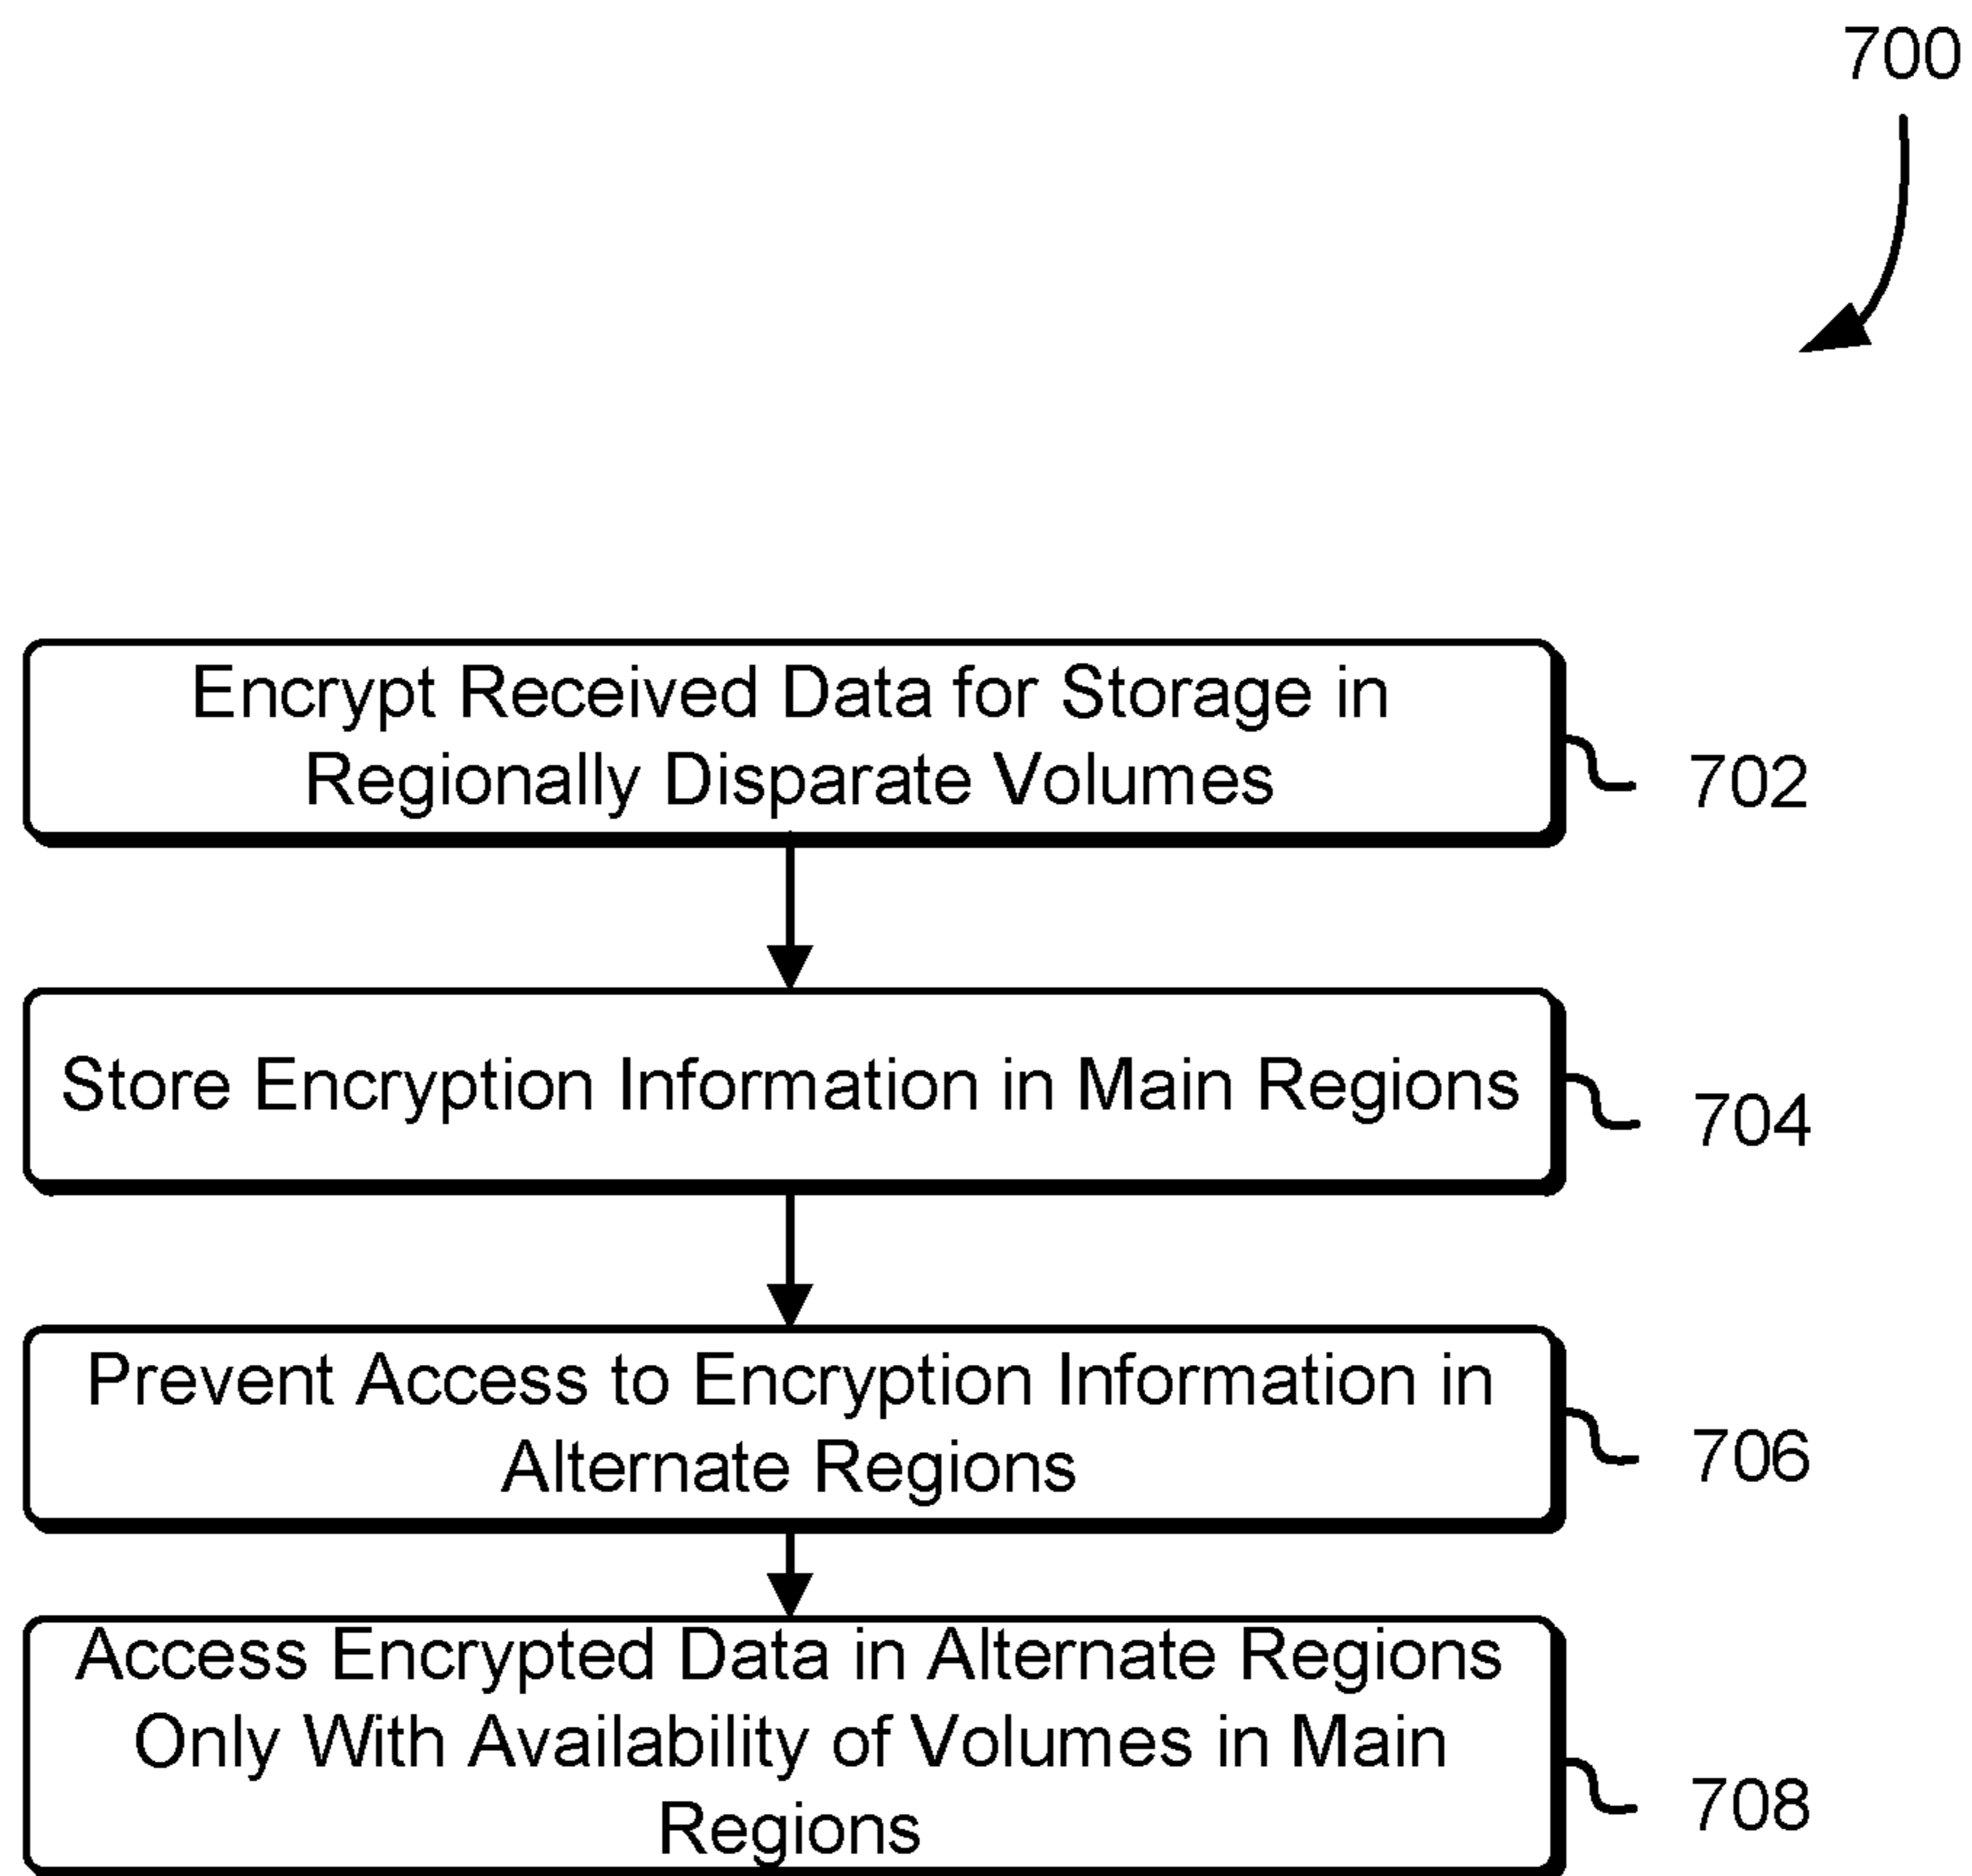 700
Encrypt Received Data for Storage in
Regionally Disparate Volumes
702
Store Encryption Information in Main Regions
704
Prevent Access to Encryption Information in
Alternate Regions
706
Access Encrypted Data in Alternate Regions
Only With Availability of Volumes in Main
Regions
708